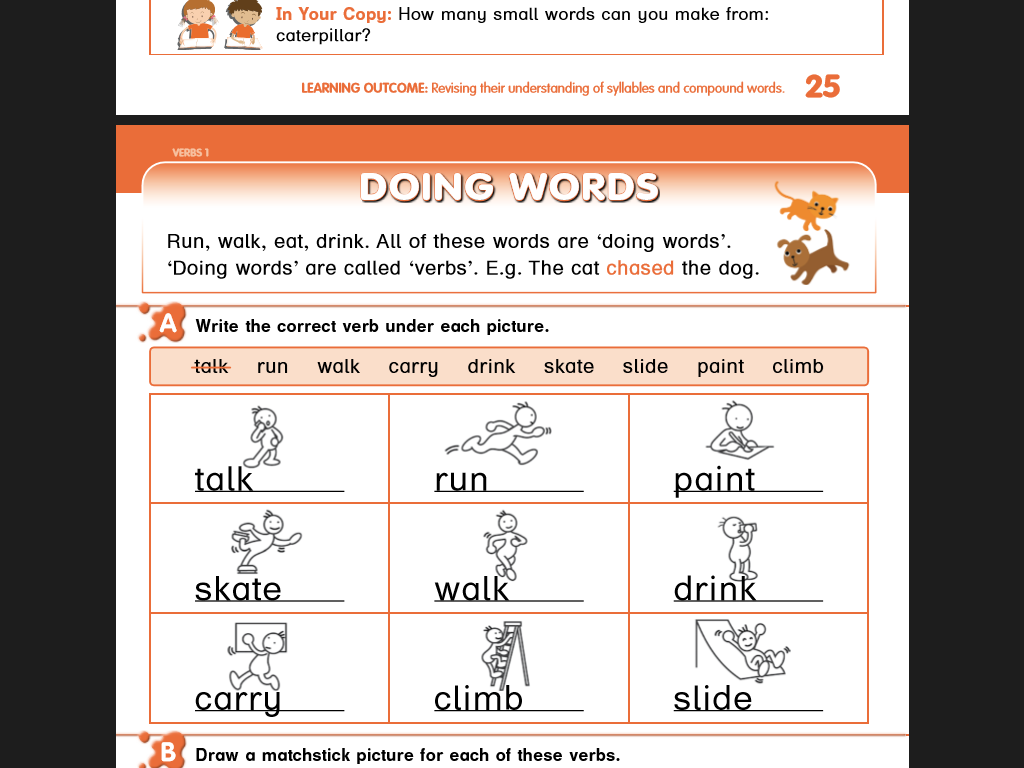 In Your Copy: How many small words can you make from:
caterpillar?
LEARNING OUTCOME: Revising their understanding of syllables and compound words. 25
VERBS 1
DOING WORDS
Run, walk, eat, drink. All of these words are ‘doing words’.
‘Doing words’ are called ‘verbs’. E.g. The cat chased the dog.
A Write the correct verb under each picture.
talk run walk carry drink skate slide paint climb
talk run paint
skate walk drink
carry climb slide
B Draw a matchstick picture for each of these verbs.